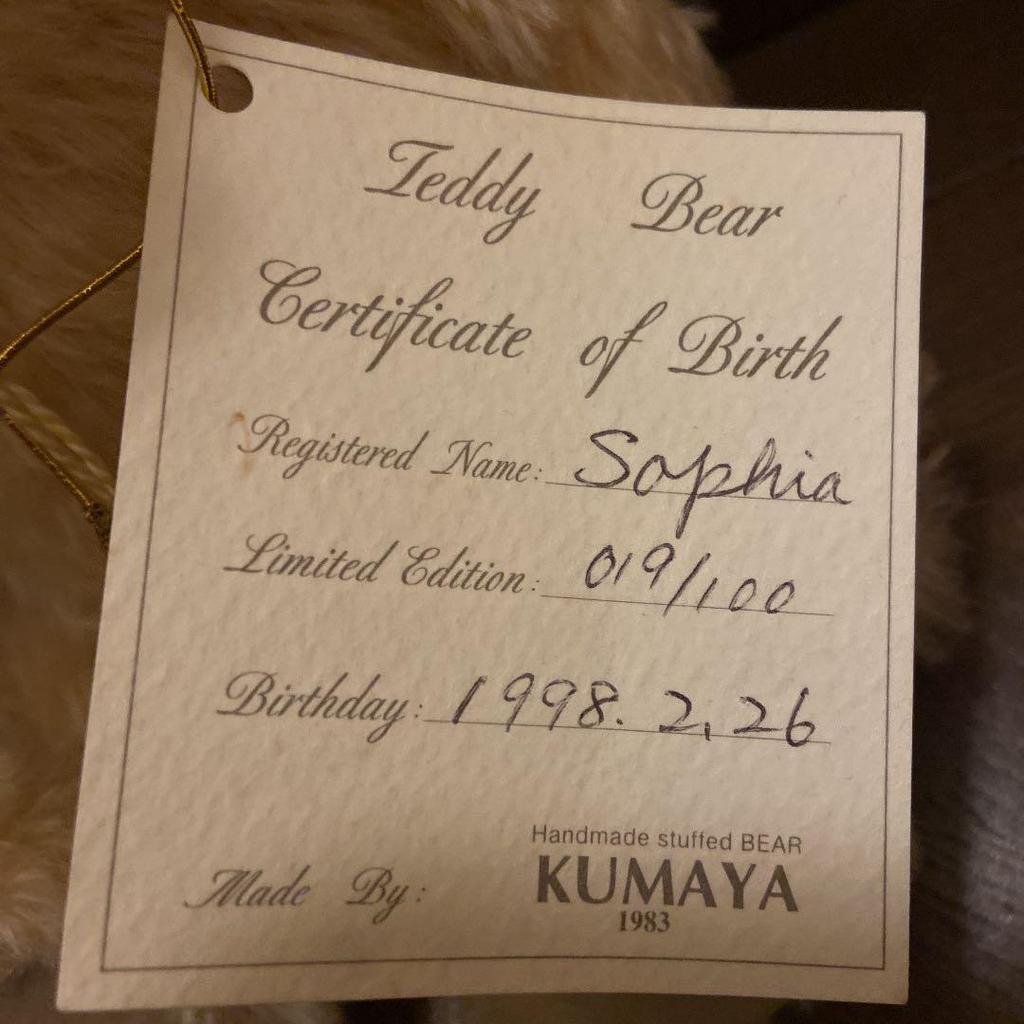 Teddy Bear
Certificate of Birth
Registered Name: Sophia
Limited Edition: 019/100
Birthday: 1998. 2. 26
Handmade stuffed BEAR
Made By: KUMAYA
1983